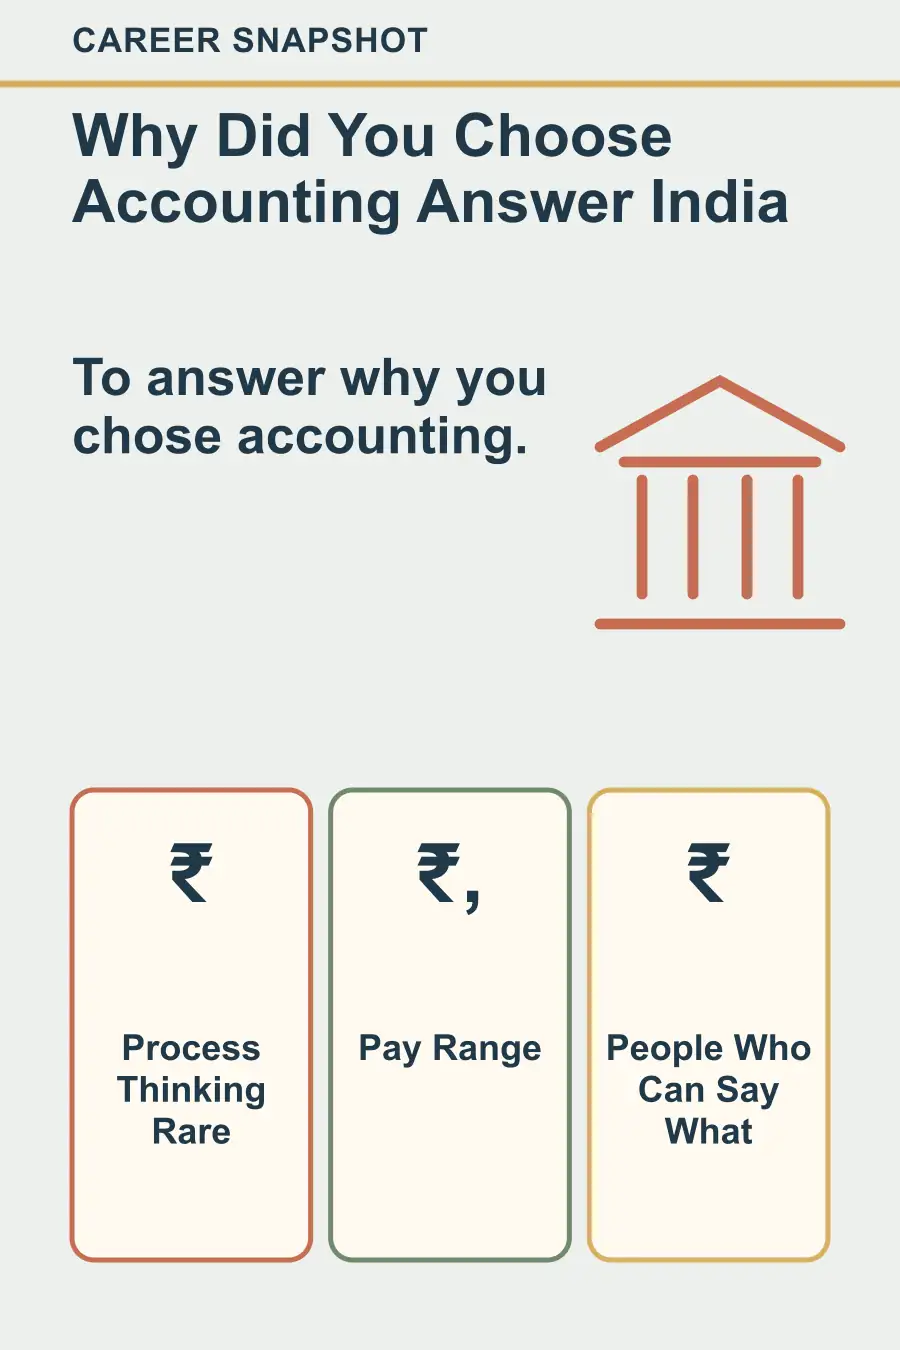 CAREER SNAPSHOT
Why Did You Choose
Accounting Answer India
To answer why you
chose accounting.
₹
Process
Thinking
Rare
₹,
Pay Range
₹
People Who
Can Say
What